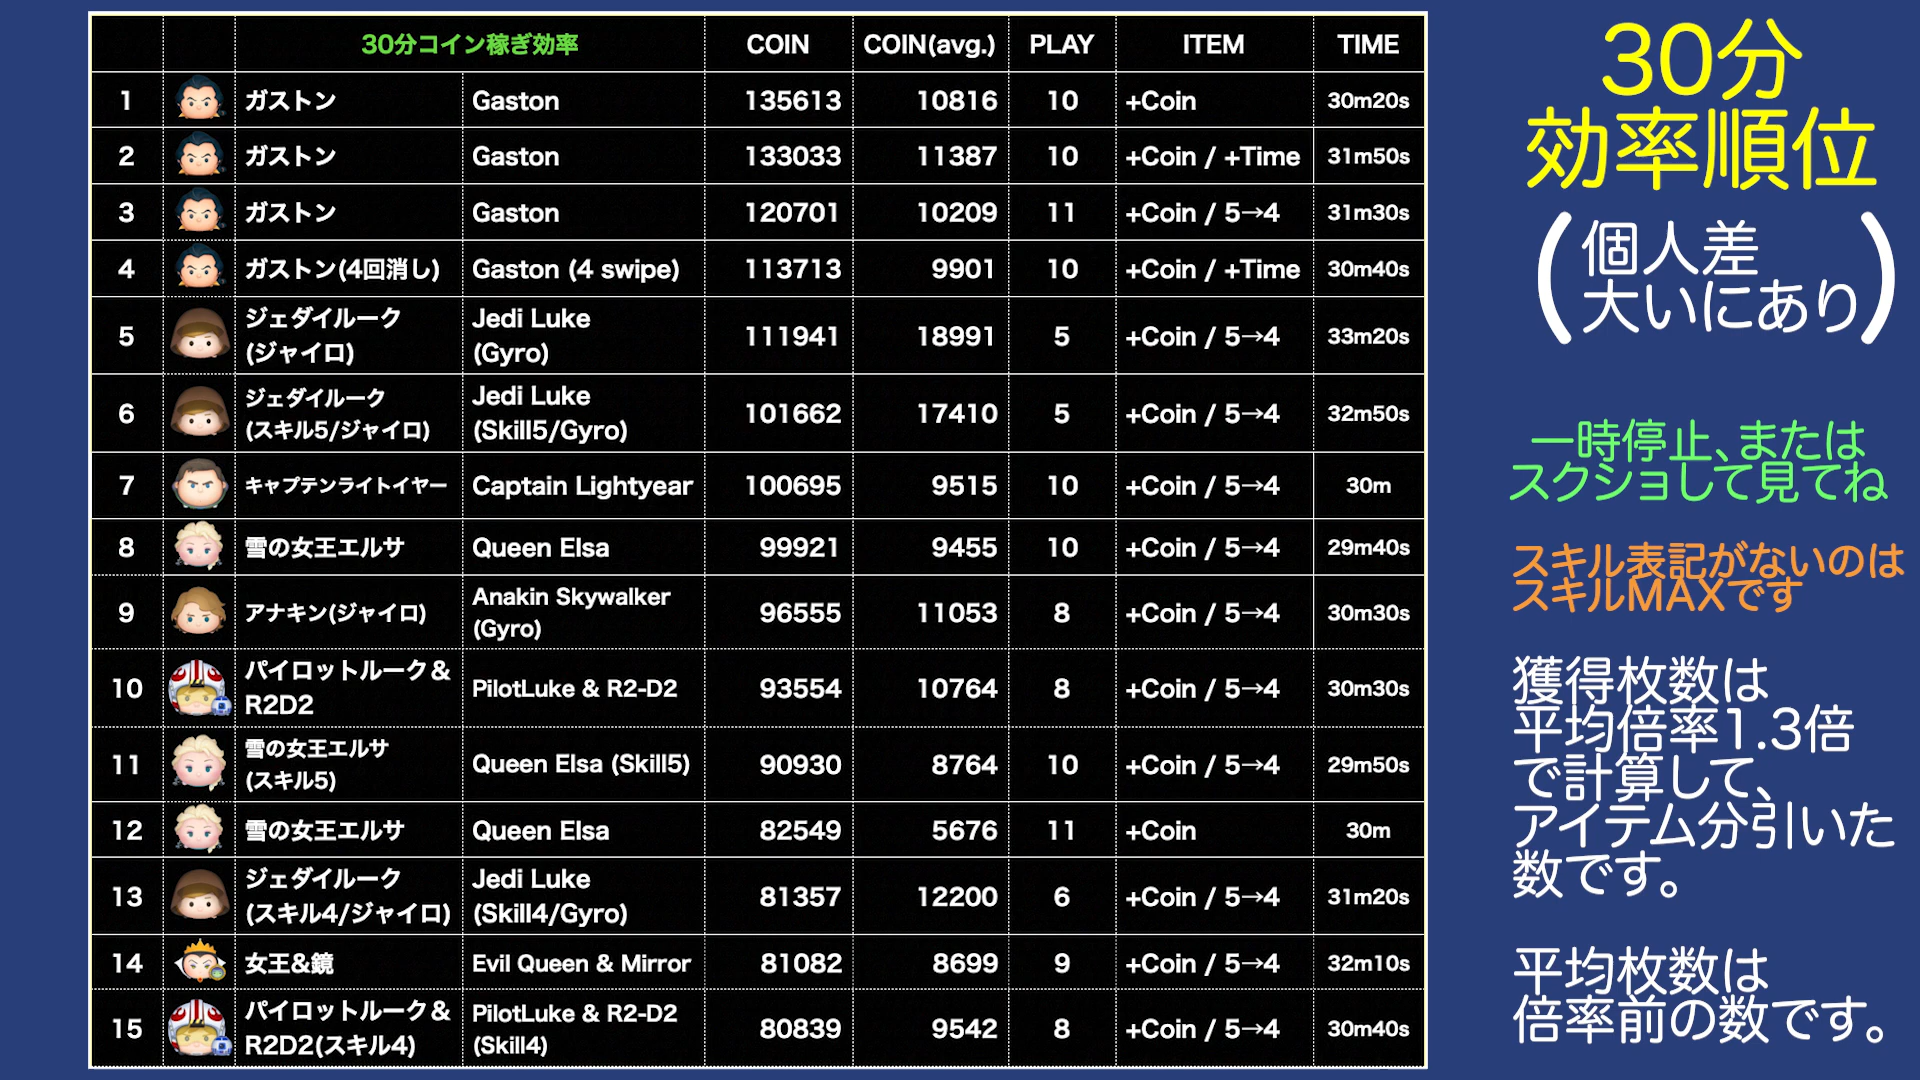 30分コイン稼ぎ効率 COIN COIN(avg.) PLAY ITEM TIME
1 ガストン Gaston 135613 10816 10 +Coin 30m20s
2 ガストン Gaston 133033 11387 10 +Coin / +Time 31m50s
3 ガストン Gaston 120701 10209 11 +Coin / 5→4 31m30s
4 ガストン(4回消し) Gaston (4 swipe) 113713 9901 10 +Coin / +Time 30m40s
5 ジェダイルーク Jedi Luke 111941 18991 5 +Coin / 5→4 33m20s
(ジャイロ) (Gyro)
6 ジェダイルーク Jedi Luke 101662 17410 5 +Coin / 5→4 32m50s
(スキル5/ジャイロ) (Skill5/Gyro)
7 キャプテンライトイヤー Captain Lightyear 100695 9515 10 +Coin / 5→4 30m
8 雪の女王エルサ Queen Elsa 99921 9455 10 +Coin / 5→4 29m40s
9 アナキン(ジャイロ) Anakin Skywalker 96555 11053 8 +Coin / 5→4 30m30s
(Gyro)
10 パイロットルーク＆ PilotLuke & R2-D2 93554 10764 8 +Coin / 5→4 30m30s
R2D2
11 雪の女王エルサ Queen Elsa (Skill5) 90930 8764 10 +Coin / 5→4 29m50s
(スキル5)
12 雪の女王エルサ Queen Elsa 82549 5676 11 +Coin 30m
13 ジェダイルーク Jedi Luke 81357 12200 6 +Coin / 5→4 31m20s
(スキル4/ジャイロ) (Skill4/Gyro)
14 女王&鏡 Evil Queen & Mirror 81082 8699 9 +Coin / 5→4 32m10s
15 パイロットルーク＆ PilotLuke & R2-D2 80839 9542 8 +Coin / 5→4 30m40s
R2D2(スキル4) (Skill4)
30分
効率順位
(個人差
大いにあり)
一時停止、または
スクショして見てね
スキル表記がないのは
スキルMAXです
獲得枚数は
平均倍率1.3倍
で計算して、
アイテム分引いた
数です。
平均枚数は
倍率前の数です。